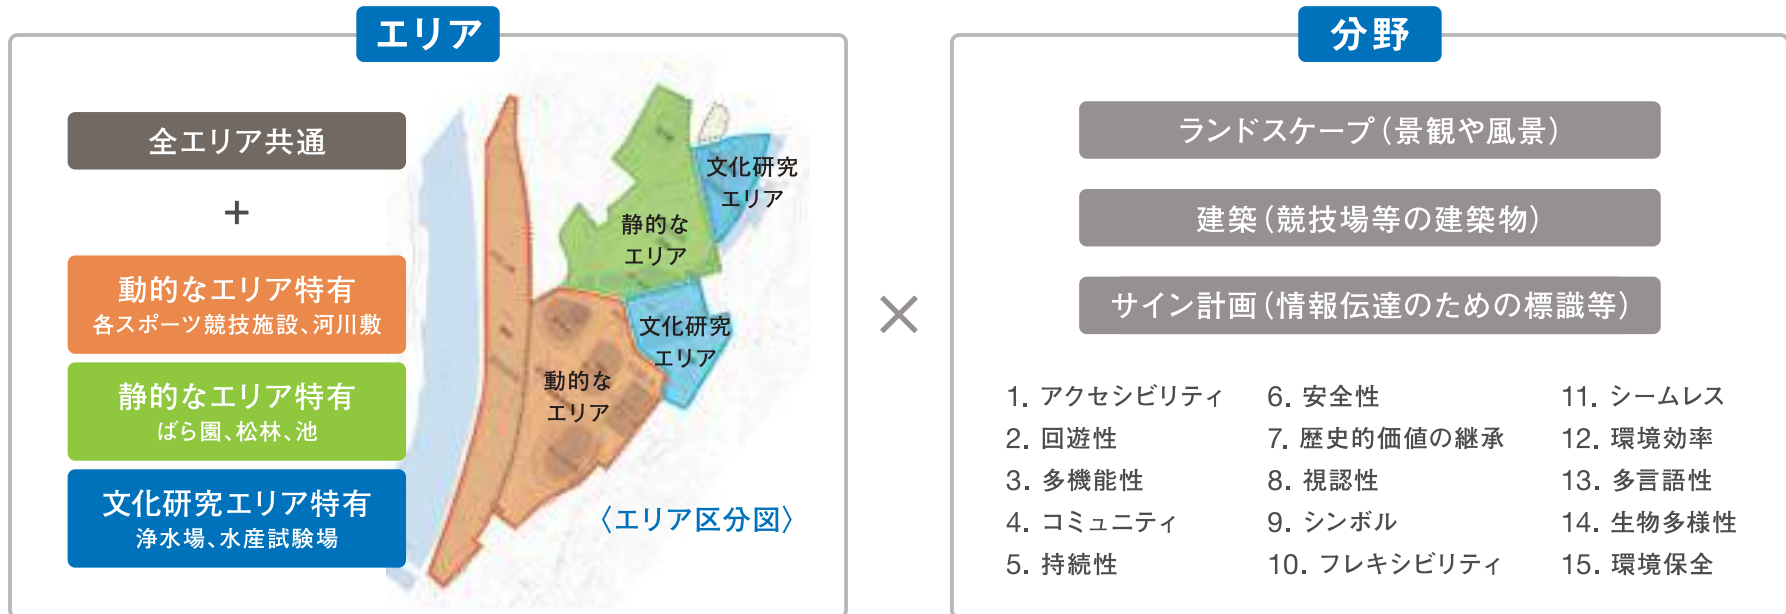 エリア
全エリア共通
+
動的なエリア特有
各スポーツ競技施設、河川敷
静的なエリア特有
ばら園、松林、池
文化研究エリア特有
浄水場、水産試験場
文化研究
エリア
静的な
エリア
文化研究
エリア
動的な
エリア
〈エリア区分図〉
×
分野
ランドスケープ(景観や風景)
建築(競技場等の建築物)
サイン計画(情報伝達のための標識等)
1. アクセシビリティ
2. 回遊性
3. 多機能性
4. コミュニティ
5. 持続性
6. 安全性
7. 歴史的価値の継承
8. 視認性
9. シンボル
10. フレキシビリティ
11. シームレス
12. 環境効率
13. 多言語性
14. 生物多様性
15. 環境保全